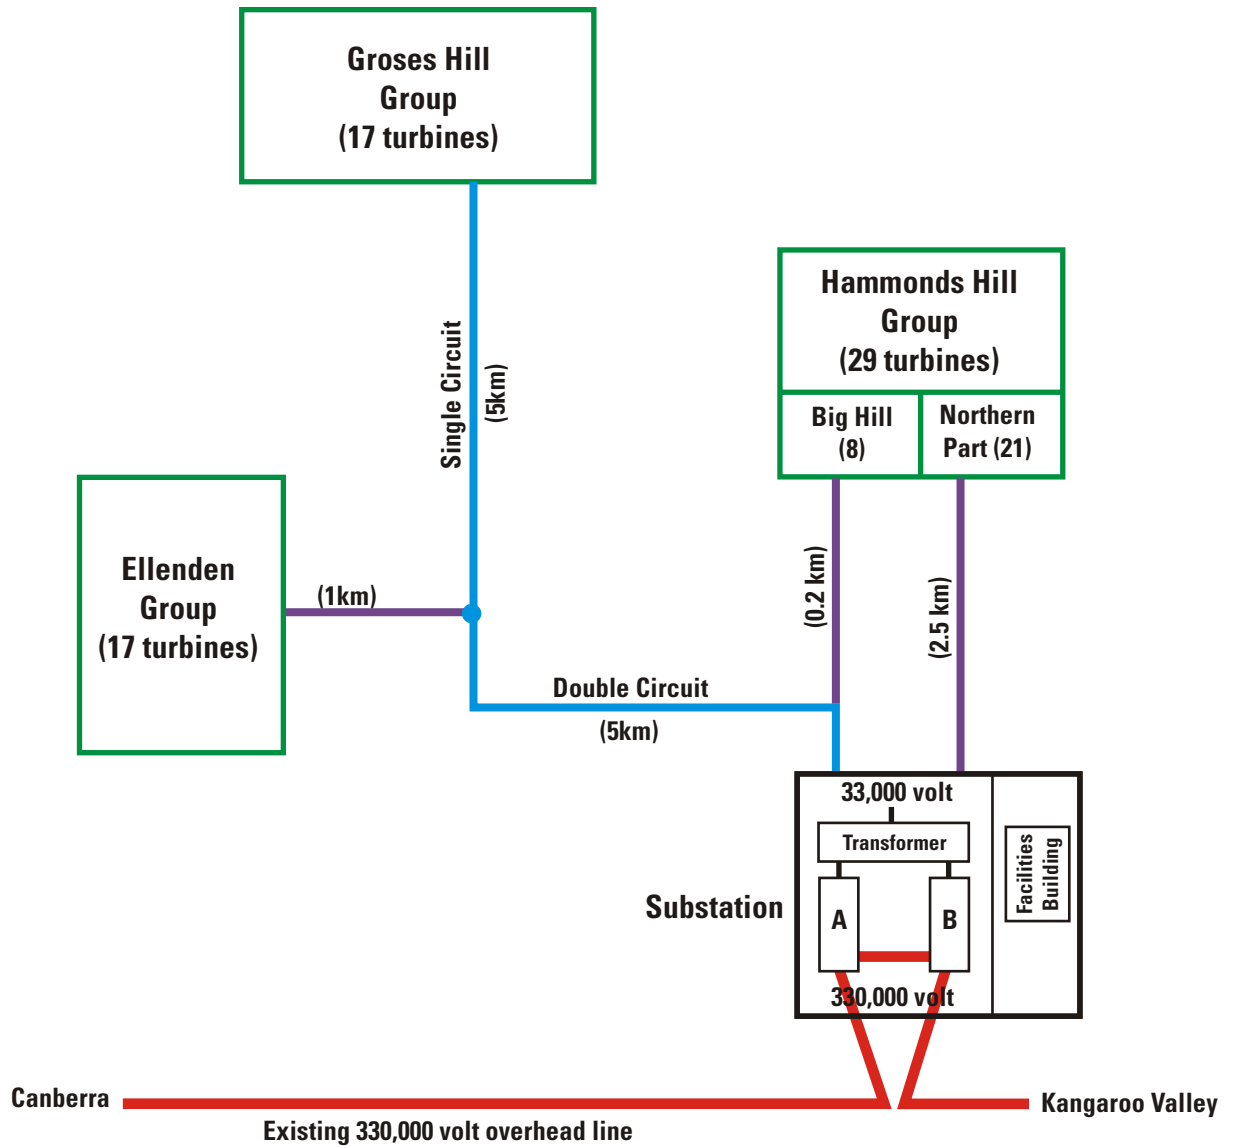 Groses Hill
Group
(17 turbines)
Hammonds Hill
Group
(29 turbines)
Big Hill
(8)
Northern
Part (21)
Single Circuit
(5km)
Ellenden
Group
(17 turbines)
(1km)
(0.2 km)
(2.5 km)
Double Circuit
(5km)
33,000 volt
Transformer
Facilities
Building
Substation
A
B
330,000 volt
Canberra
Kangaroo Valley
Existing 330,000 volt overhead line